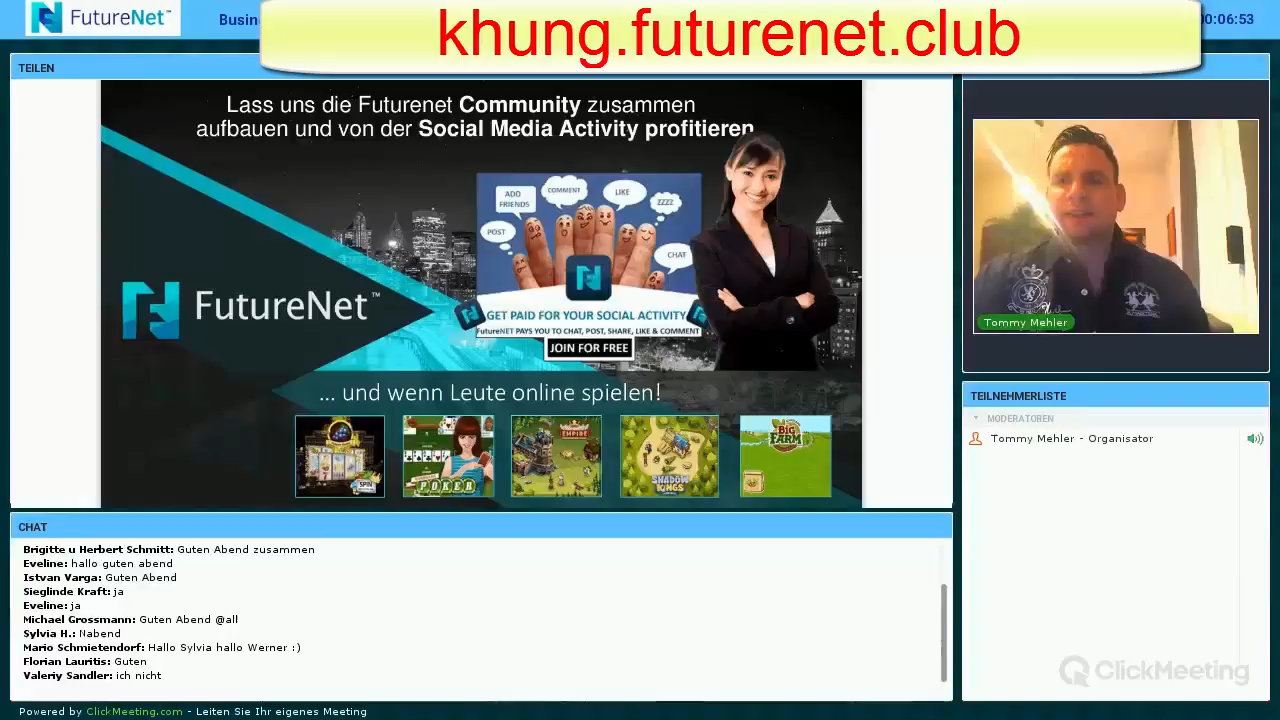 FutureNet™
Busin
khung.futurenet.club
00:06:53
TEILEN
Lass uns die Futurenet Community zusammen
aufbauen und von der Social Media Activity profitieren
ADD
FRIENDS
COMMENT
LIKE
ZZZZ
POST
CHAT
FutureNet™
GET PAID FOR YOUR SOCIAL ACTIVITY
FutureNET PAYS YOU TO CHAT, POST, SHARE, LIKE & COMMENT
JOIN FOR FREE
... und wenn Leute online spielen!
SPIN
POKER
EMPIRE
SHADOW
KINGS
BIG
FARM
Tommy Mehler
TEILNEHMERLISTE
MODERATOREN
Tommy Mehler - Organisator
CHAT
Brigitte u Herbert Schmitt: Guten Abend zusammen
Eveline: hallo guten abend
Istvan Varga: Guten Abend
Sieglinde Kraft: ja
Eveline: ja
Michael Grossmann: Guten Abend @all
Sylvia H.: Nabend
Mario Schmietendorf: Hallo Sylvia hallo Werner :)
Florian Lauritis: Guten
Valeriy Sandler: ich nicht
ClickMeeting
Powered by ClickMeeting.com - Leiten Sie Ihr eigenes Meeting